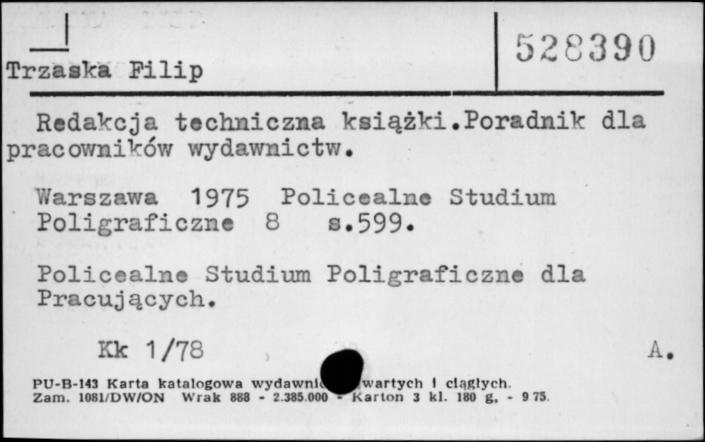 528390
Trzaska Filip
Redakcja techniczna książki.Poradnik dla
pracowników wydawnictw.
Warszawa 1975 Policealne Studium
Poligraficzne 8 s.599.
Policealne Studium Poligraficzne dla
Pracujących.
Kk 1/78 A.
PU-B-143 Karta katalogowa wydawnic wartych i ciągłych.
Zam. 1081/DW/ON Wrak 888 - 2.385.000 - Karton 3 kl. 180 g, - 9 75.